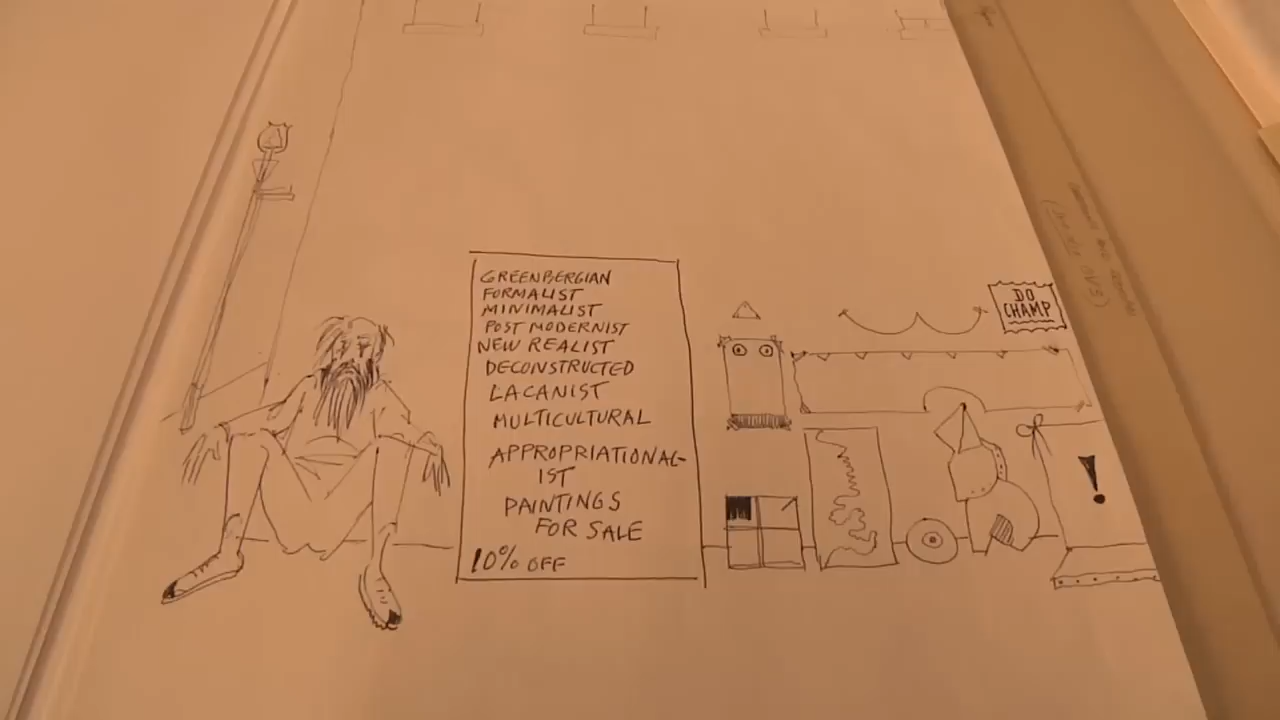 GREENBERGIAN
FORMALIST
MINIMALIST
POST MODERNIST
NEW REALIST
DECONSTRUCTED
LACANIST
MULTICULTURAL
APPROPRIATIONAL-
IST
PAINTINGS
FOR SALE
10% OFF
DO
CHAMP
!